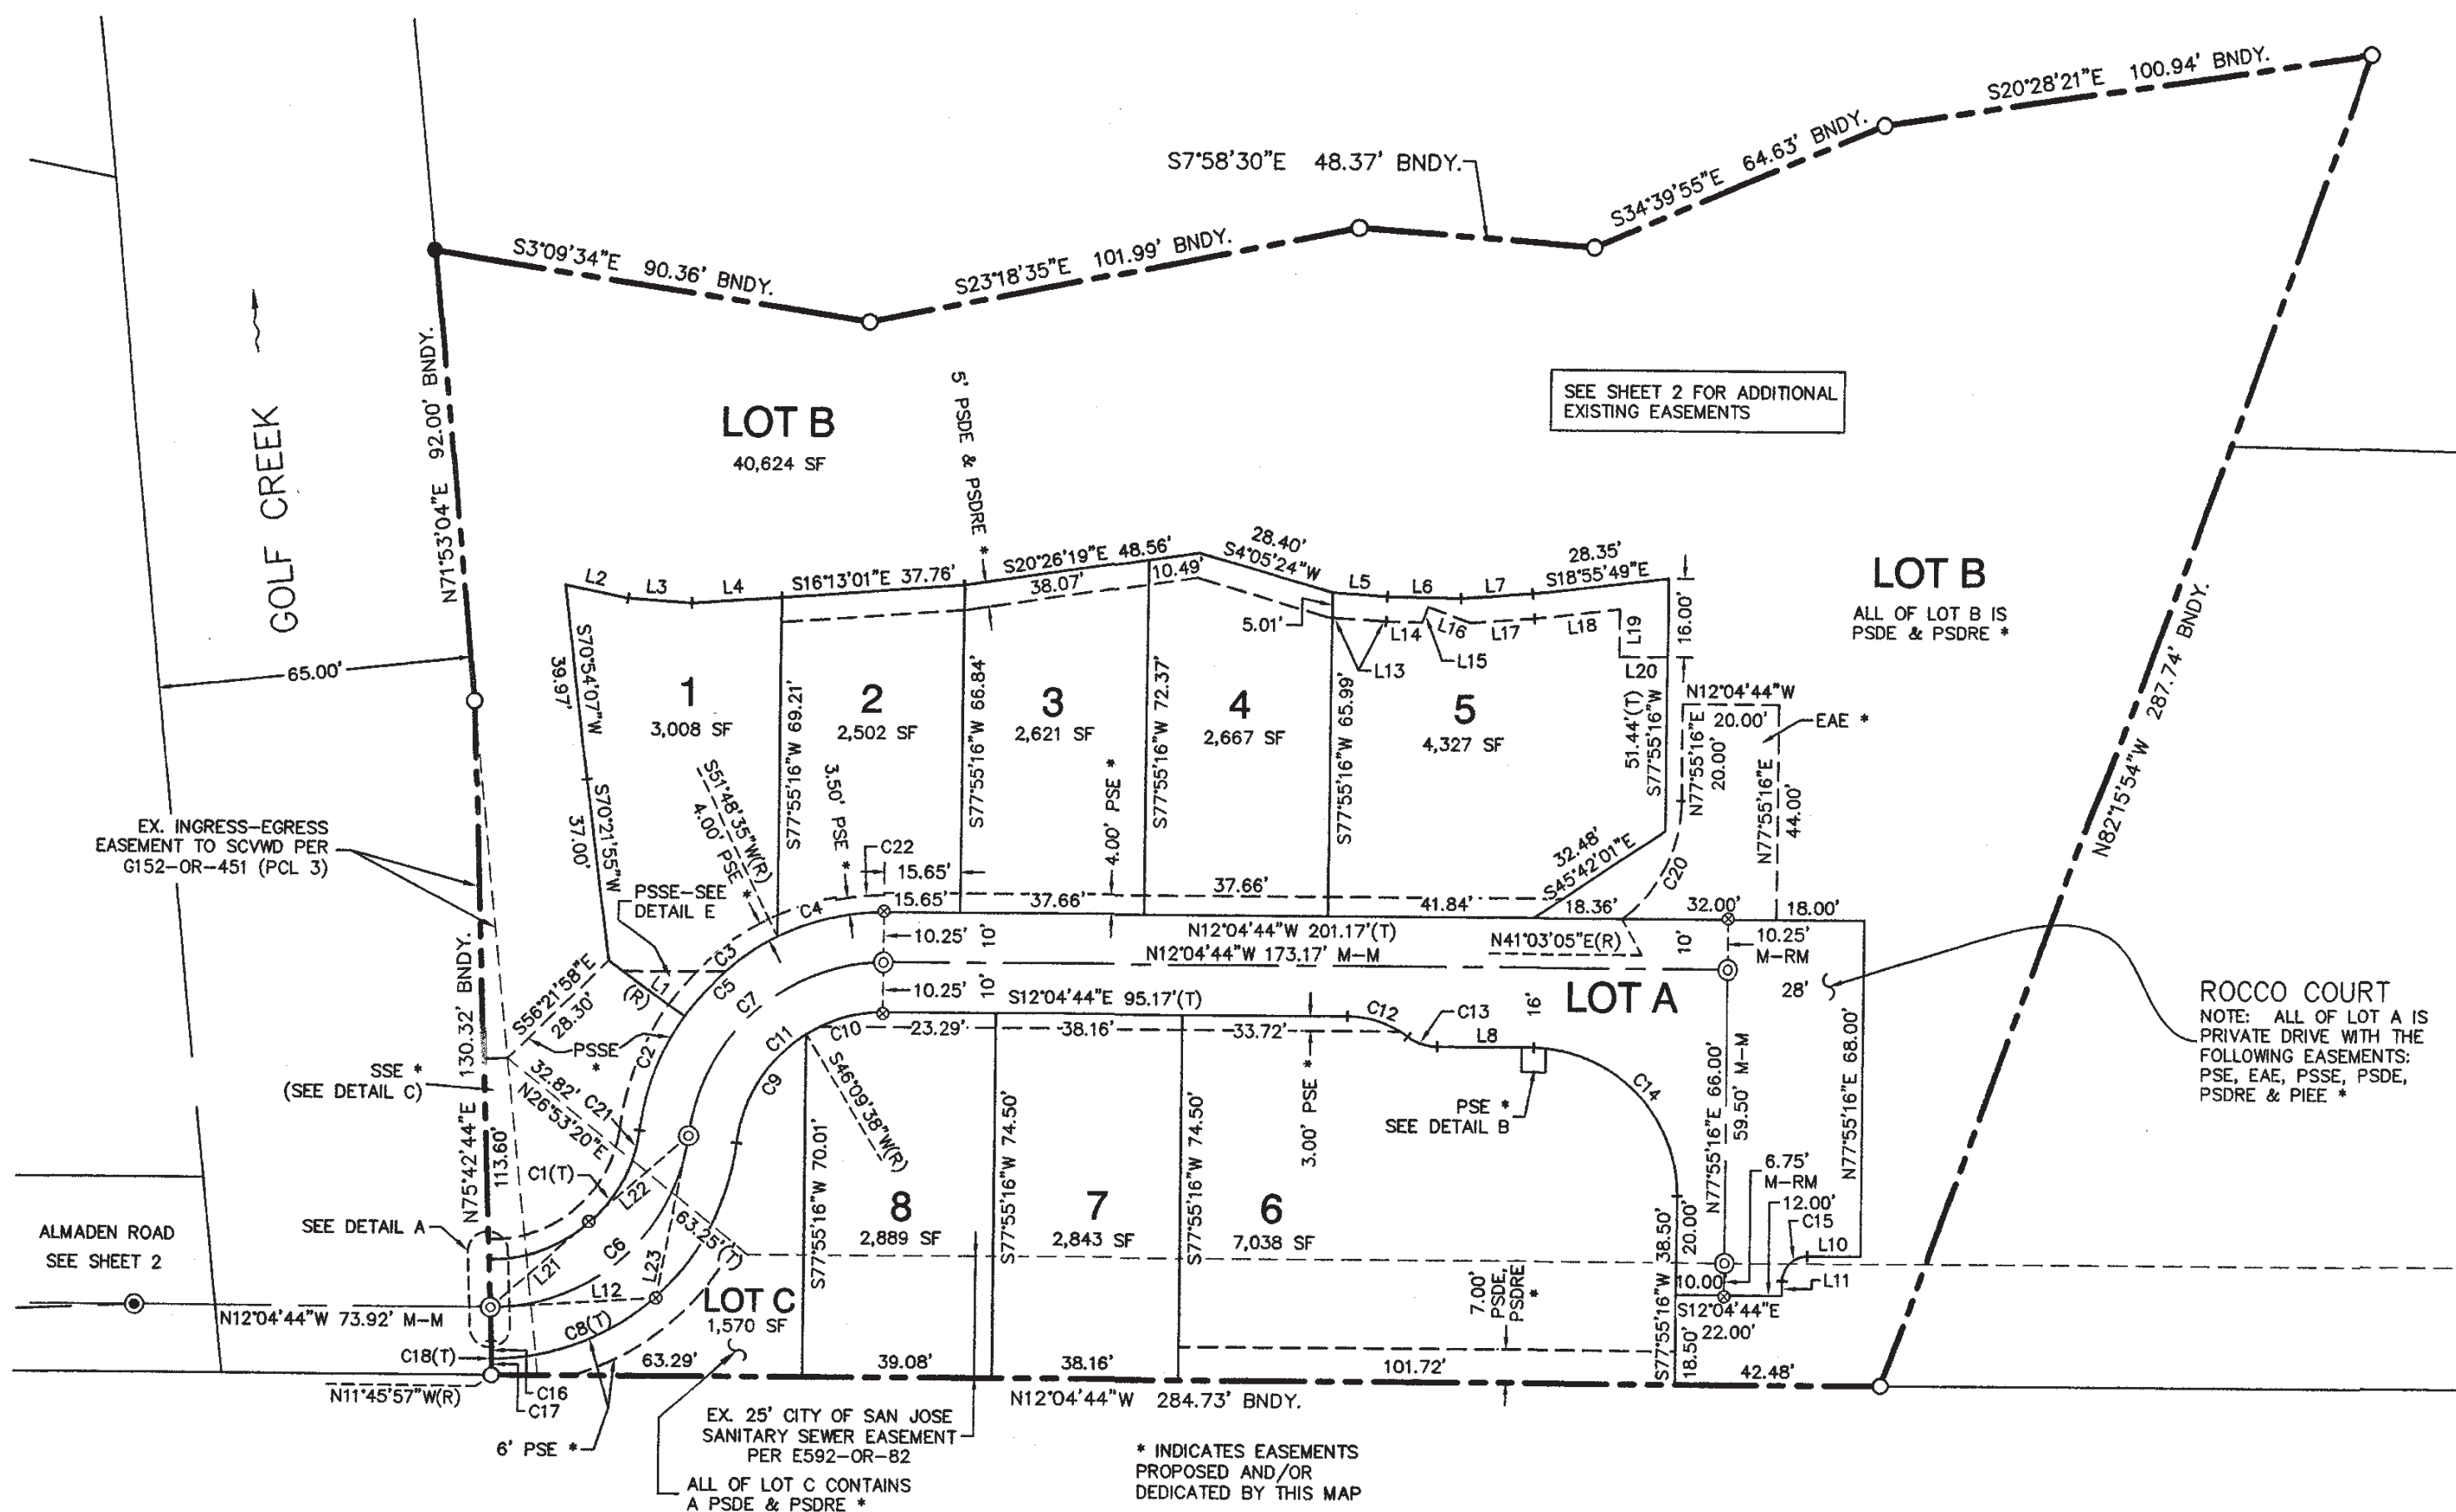 S20°28'21"E 100.94' BNDY.
S7°58'30"E 48.37' BNDY.
S34°39'55"E 64.63' BNDY.
S3°09'34"E 90.36' BNDY.
S23°18'35"E 101.99' BNDY.
GOLF CREEK
N71°53'04"E 92.00' BNDY.
65.00'
LOT B
40,624 SF
5' PSDE & PSDRE *
SEE SHEET 2 FOR ADDITIONAL
EXISTING EASEMENTS
LOT B
ALL OF LOT B IS
PSDE & PSDRE *
N82°15'54"W 287.74' BNDY.
L2
L3
L4
S16°13'01"E 37.76'
S20°26'19"E 48.56'
38.07'
10.49'
28.40'
S4°05'24"W
L5
L6
L7
28.35'
S18°55'49"E
5.01'
L13
L14
L15
L16
L17
L18
L19
L20
16.00'
S70°54'07"W
39.97'
S70°21'55"W
37.00'
1
3,008 SF
S77°55'16"W 69.21'
2
2,502 SF
S77°55'16"W 66.84'
3
2,621 SF
S77°55'16"W 72.37'
4
2,667 SF
S77°55'16"W 65.99'
5
4,327 SF
51.44'(T)
S77°55'16"W
N12°04'44"W
20.00'
N77°55'16"E
20.00'
EAE *
N77°55'16"E
44.00'
S51°48'35"W(R)
4.00' PSE *
3.50' PSE *
4.00' PSE *
C22
15.65'
15.65'
37.66'
37.66'
41.84'
32.48'
S45°42'01"E
C20
18.36'
32.00'
18.00'
EX. INGRESS-EGRESS
EASEMENT TO SCVWD PER
G152-OR-451 (PCL 3)
PSSE-SEE
DETAIL E
C4
C3
C5
C7
L1
(R)
10.25'
10'
N12°04'44"W 201.17'(T)
N12°04'44"W 173.17' M-M
N41°03'05"E(R)
10'
10.25'
M-RM
10.25'
10'
S12°04'44"E 95.17'(T)
LOT A
28'
ROCCO COURT
NOTE: ALL OF LOT A IS
PRIVATE DRIVE WITH THE
FOLLOWING EASEMENTS:
PSE, EAE, PSSE, PSDE,
PSDRE & PIEE *
S56°21'58"E
28.30'
PSSE
*
C2
C11
C10
C9
23.29'
38.16'
33.72'
C12
C13
L8
16'
C14
SSE *
(SEE DETAIL C)
N75°42'44"E 130.32' BNDY.
113.60'
32.82'
N26°53'20"E
C21
C1(T)
L22
S46°09'38"W(R)
3.00' PSE *
PSE *
SEE DETAIL B
N77°55'16"E 66.00'
59.50' M-M
N77°55'16"E 68.00'
6.75'
M-RM
12.00'
C15
L10
L11
ALMADEN ROAD
SEE SHEET 2
SEE DETAIL A
L21
C6
L23
L12
63.25'(T)
S77°55'16"W 70.01'
8
2,889 SF
S77°55'16"W 74.50'
7
2,843 SF
S77°55'16"W 74.50'
6
7,038 SF
7.00'
PSDE,
PSDRE
*
S77°55'16"W 38.50'
20.00'
18.50'
10.00'
S12°04'44"E
22.00'
N12°04'44"W 73.92' M-M
C8(T)
LOT C
1,570 SF
C18(T)
N11°45'57"W(R)
C16
C17
6' PSE *
63.29'
39.08'
38.16'
101.72'
42.48'
N12°04'44"W 284.73' BNDY.
EX. 25' CITY OF SAN JOSE
SANITARY SEWER EASEMENT
PER E592-OR-82
ALL OF LOT C CONTAINS
A PSDE & PSDRE *
* INDICATES EASEMENTS
PROPOSED AND/OR
DEDICATED BY THIS MAP